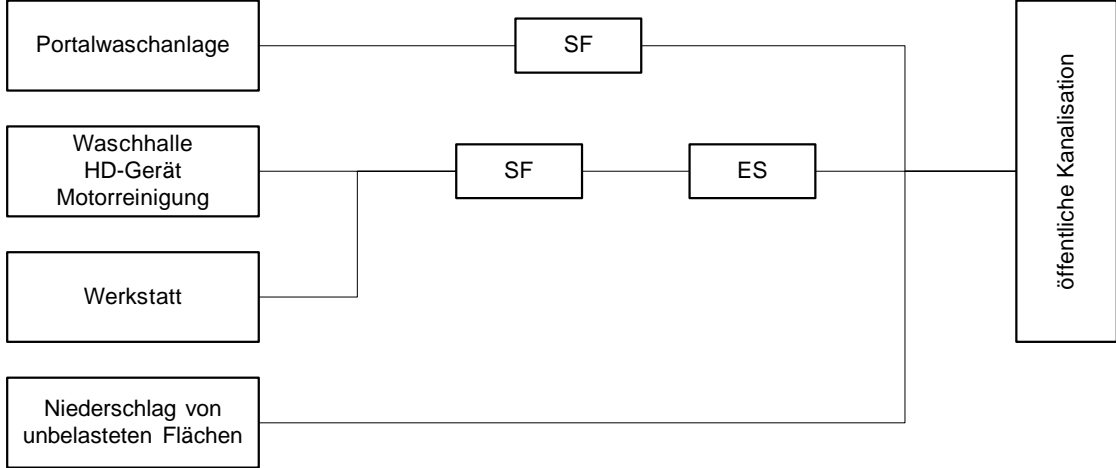 Portalwaschanlage
SF
Waschhalle
HD-Gerät
Motorreinigung
SF
ES
Werkstatt
Niederschlag von
unbelasteten Flächen
öffentliche Kanalisation